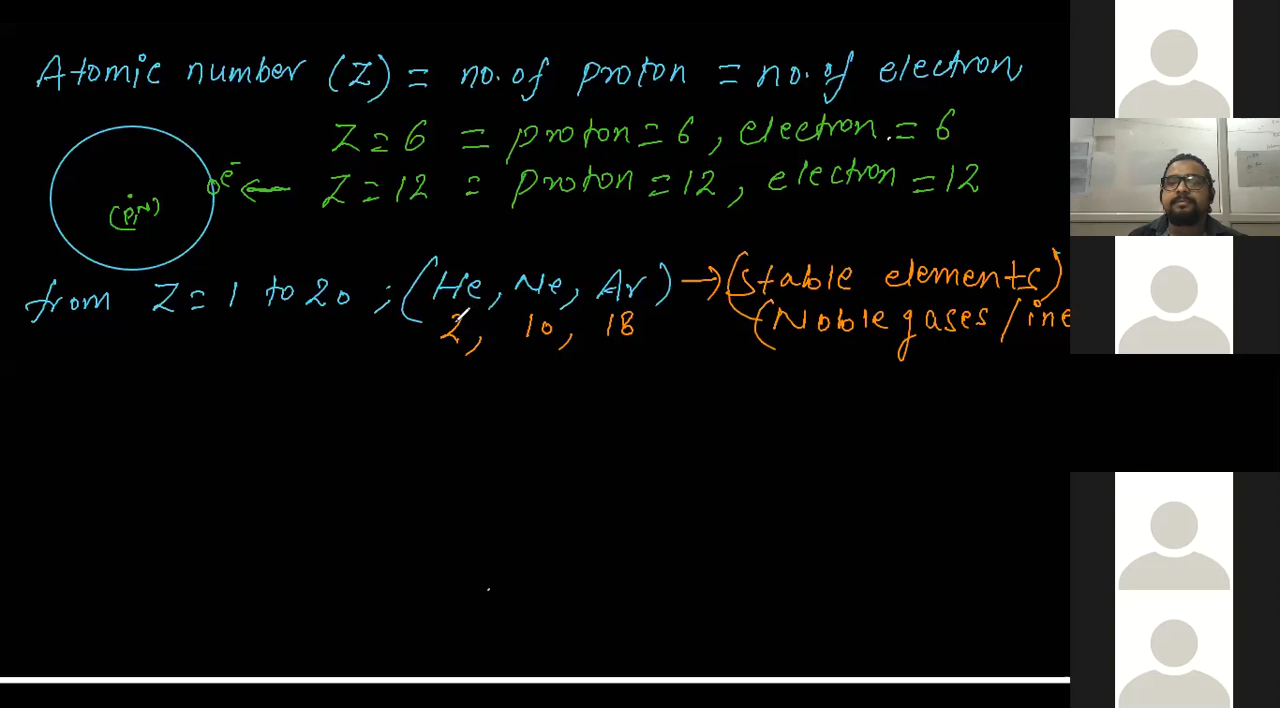 Atomic number (Z) = no. of proton = no. of electron
Z = 6 = proton = 6, electron = 6
e⁻ ← Z = 12 = proton = 12, electron = 12
(P,N)
from Z = 1 to 20 ; (He, Ne, Ar) → (stable elements)
2, 10, 18 (Noble gases/ine